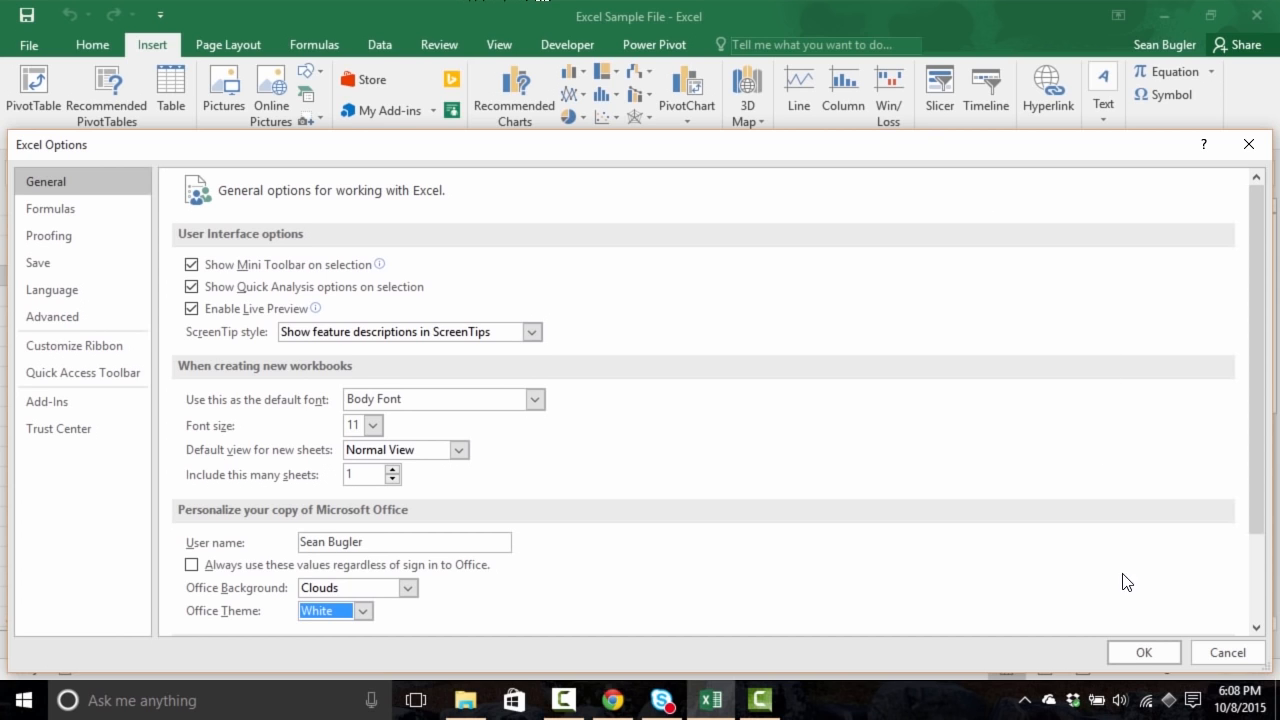 Excel Sample File - Excel
File Home Insert Page Layout Formulas Data Review View Developer Power Pivot Tell me what you want to do... Sean Bugler Share
PivotTable
Recommended
PivotTables
Table
Pictures
Online
Pictures
Store
My Add-ins
Recommended
Charts
PivotChart
3D
Map
Line
Column
Win/
Loss
Slicer
Timeline
Hyperlink
A
Text
π Equation
Ω Symbol
Excel Options
?
General
Formulas
Proofing
Save
Language
Advanced
Customize Ribbon
Quick Access Toolbar
Add-Ins
Trust Center
General options for working with Excel.
User Interface options
Show Mini Toolbar on selection
Show Quick Analysis options on selection
Enable Live Preview
ScreenTip style: Show feature descriptions in ScreenTips
When creating new workbooks
Use this as the default font: Body Font
Font size: 11
Default view for new sheets: Normal View
Include this many sheets: 1
Personalize your copy of Microsoft Office
User name: Sean Bugler
Always use these values regardless of sign in to Office.
Office Background: Clouds
Office Theme: White
OK Cancel
Ask me anything
6:08 PM
10/8/2015